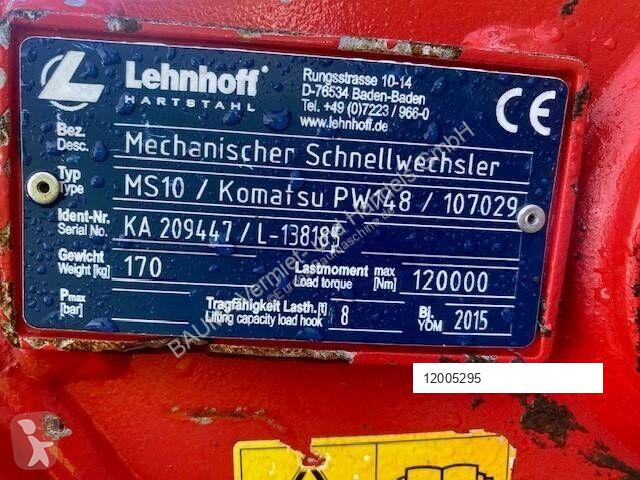 Lehnhoff®
HARTSTAHL
Rungsstrasse 10-14
D-76534 Baden-Baden
Tel. +49 (0)7223 / 966-0
www.lehnhoff.de
CE
Bez.
Desc.
Mechanischer Schnellwechsler
Typ
Type
MS10 / Komatsu PW148 / 107029
Ident-Nr.
Serial No.
KA 209447 / L-138185
Gewicht
Weight [kg]
170
Lastmoment max
Load torque [Nm]
120000
Pmax
[bar]
Tragfähigkeit Lasth. [t]
Lifting capacity load hook
8
Bj.
YOM
2015
12005295